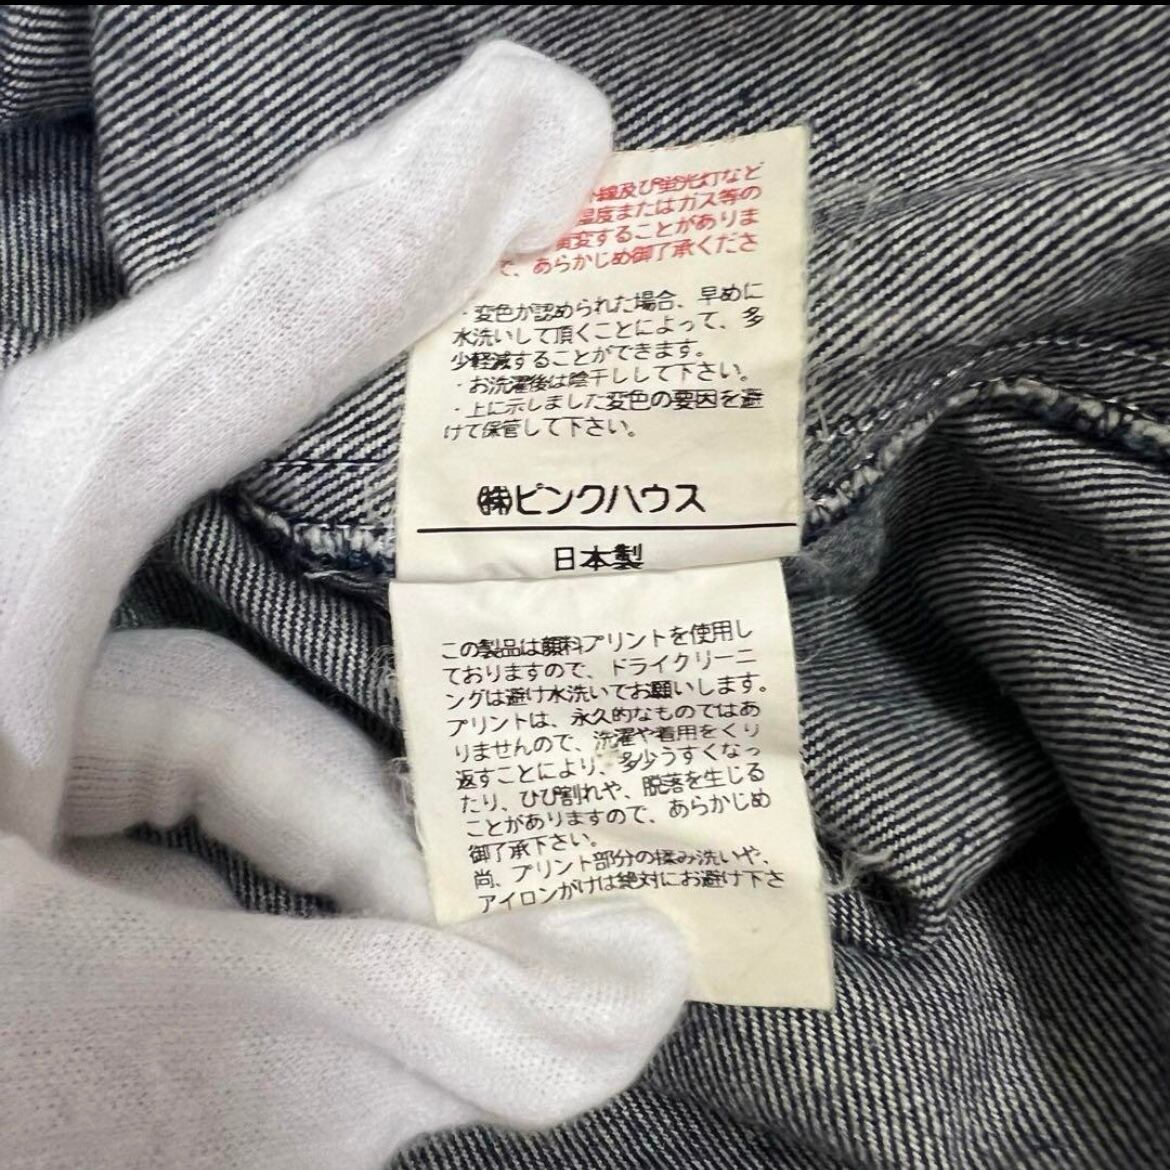 線及び蛍光灯など
温度またはガス等の
黄変することがありま
で、あらかじめ御了承くださ
・変色が認められた場合、早めに
水洗いして頂くことによって、多
少軽減することができます。
・お洗濯後は陰干しして下さい。
・上に示しました変色の要因を避
けて保管して下さい。
㈱ピンクハウス
日本製
この製品は顔料プリントを使用し
ておりますので、ドライクリーニ
ングは避け水洗いでお願いします。
プリントは、永久的なものではあ
りませんので、洗濯や着用をくり
返すことにより、多少うすくなっ
たり、ひび割れや、脱落を生じる
ことがありますので、あらかじめ
御了承下さい。
尚、プリント部分の揉み洗いや、
アイロンがけは絶対にお避け下さ